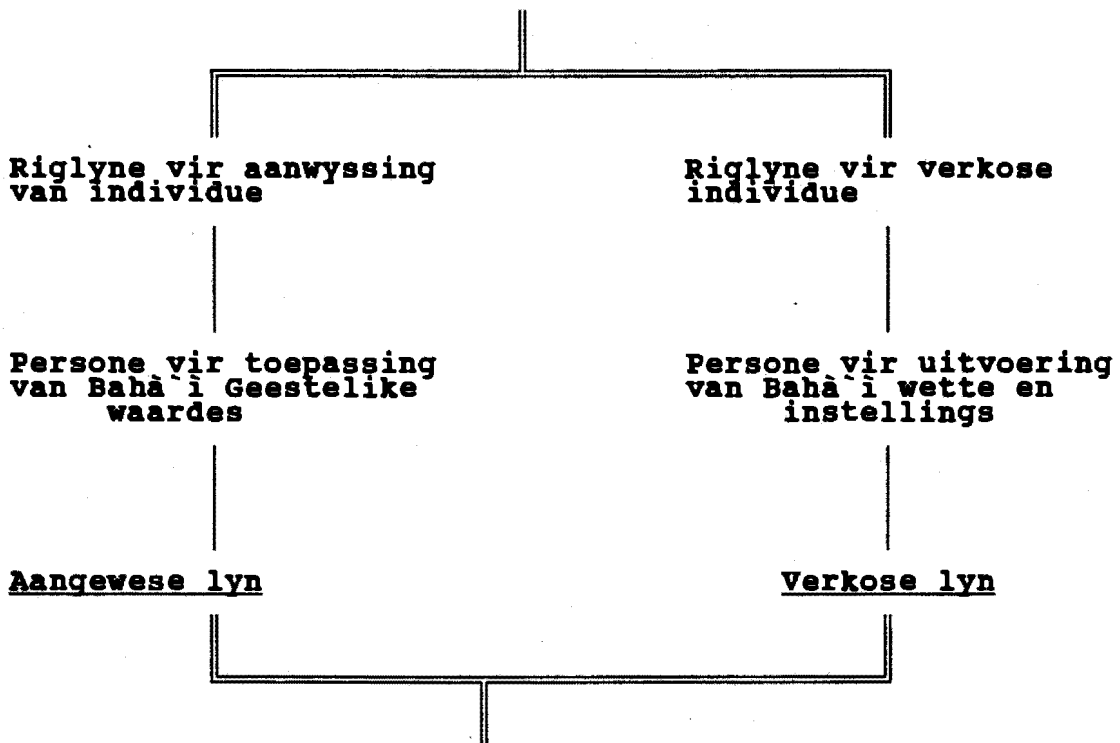 Riglyne vir aanwyssing
van individue
Riglyne vir verkose
individue
Persone vir toepassing
van Bahà`ì Geestelike
waardes
Persone vir uitvoering
van Bahà`ì wette en
instellings
Aangewese lyn
Verkose lyn